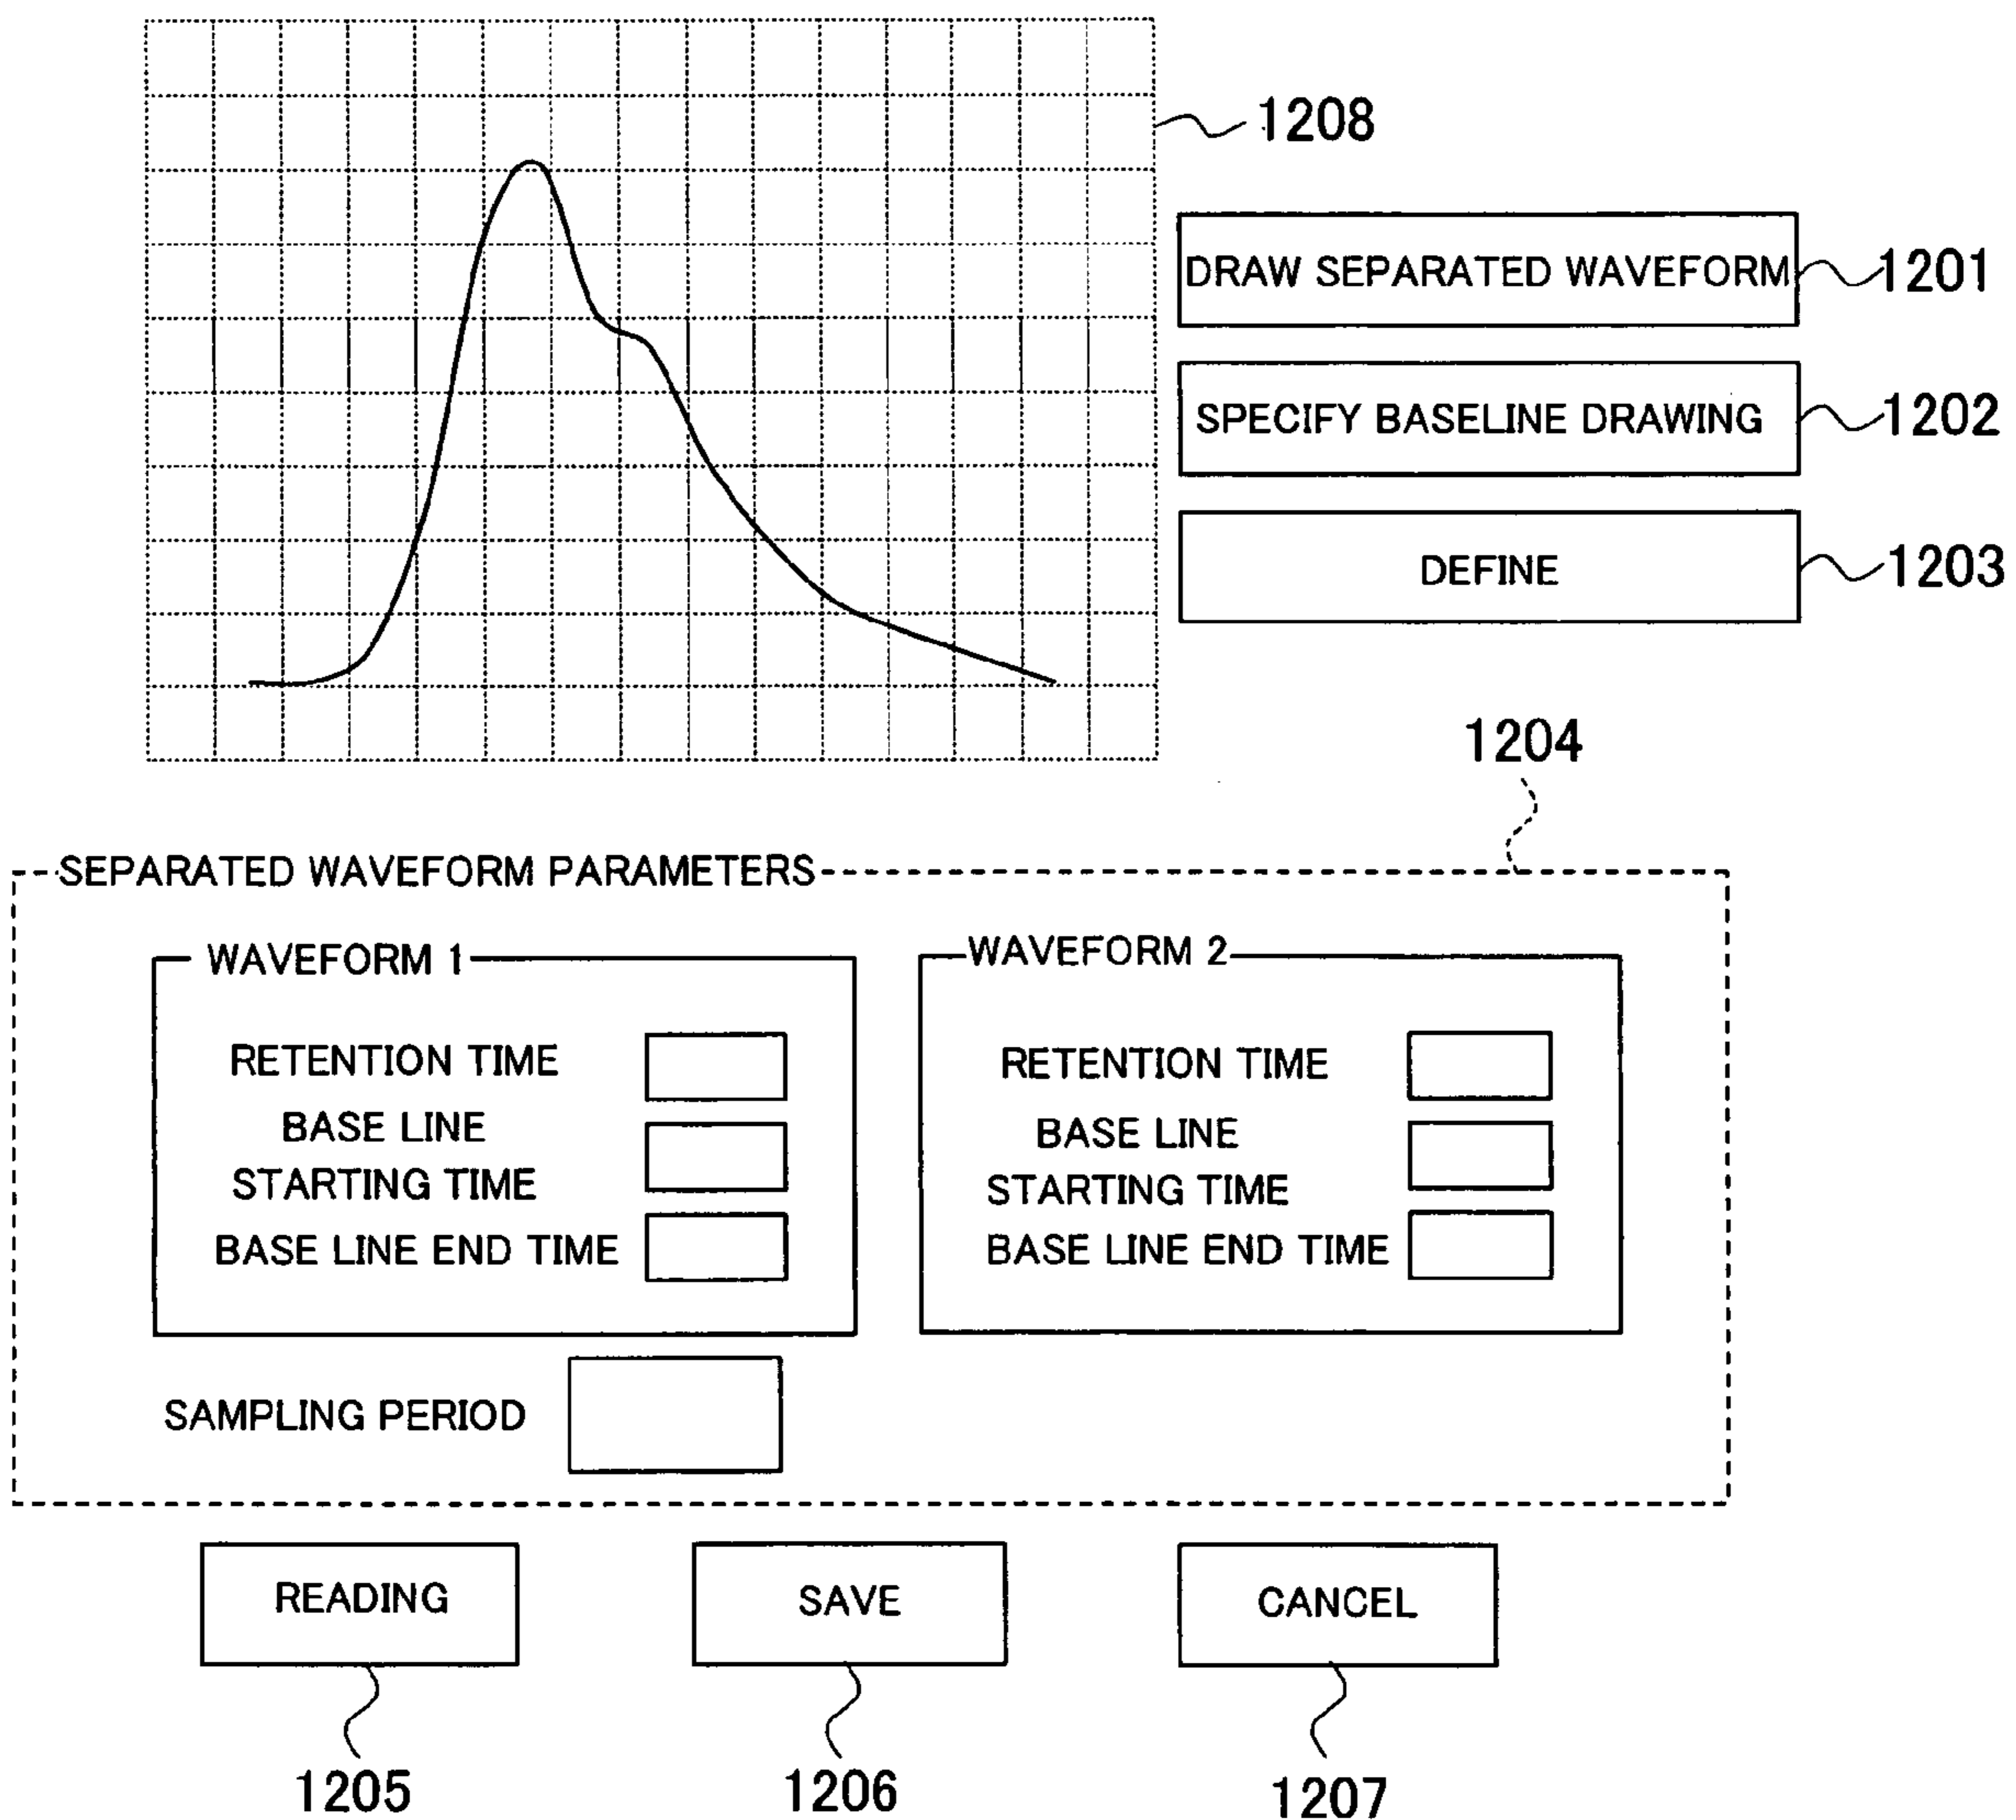 1208
DRAW SEPARATED WAVEFORM
1201
SPECIFY BASELINE DRAWING
1202
DEFINE
1203
1204
SEPARATED WAVEFORM PARAMETERS
WAVEFORM 1
RETENTION TIME
BASE LINE
STARTING TIME
BASE LINE END TIME
WAVEFORM 2
RETENTION TIME
BASE LINE
STARTING TIME
BASE LINE END TIME
SAMPLING PERIOD
READING
SAVE
CANCEL
1205
1206
1207